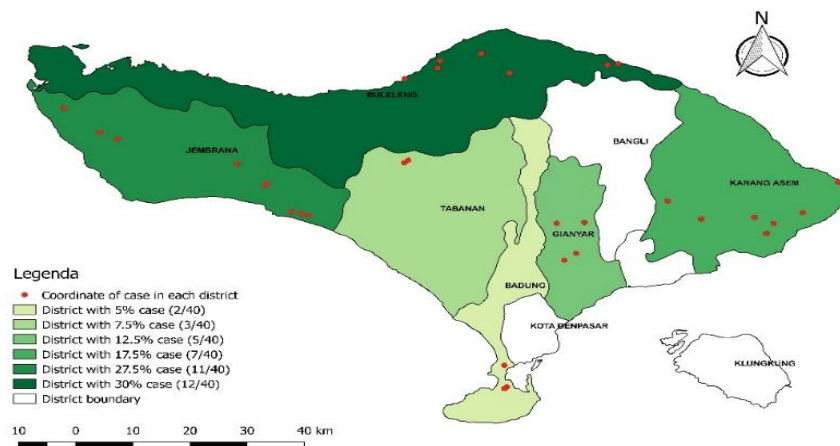 N
BULELENG
BANGLI
JEMBRANA
KARANG ASEM
TABANAN
GIANYAR
BADUNG
KOTA DENPASAR
KLUNGKUNG
Legenda
Coordinate of case in each district
District with 5% case (2/40)
District with 7.5% case (3/40)
District with 12.5% case (5/40)
District with 17.5% case (7/40)
District with 27.5% case (11/40)
District with 30% case (12/40)
District boundary
10 0 10 20 30 40 km